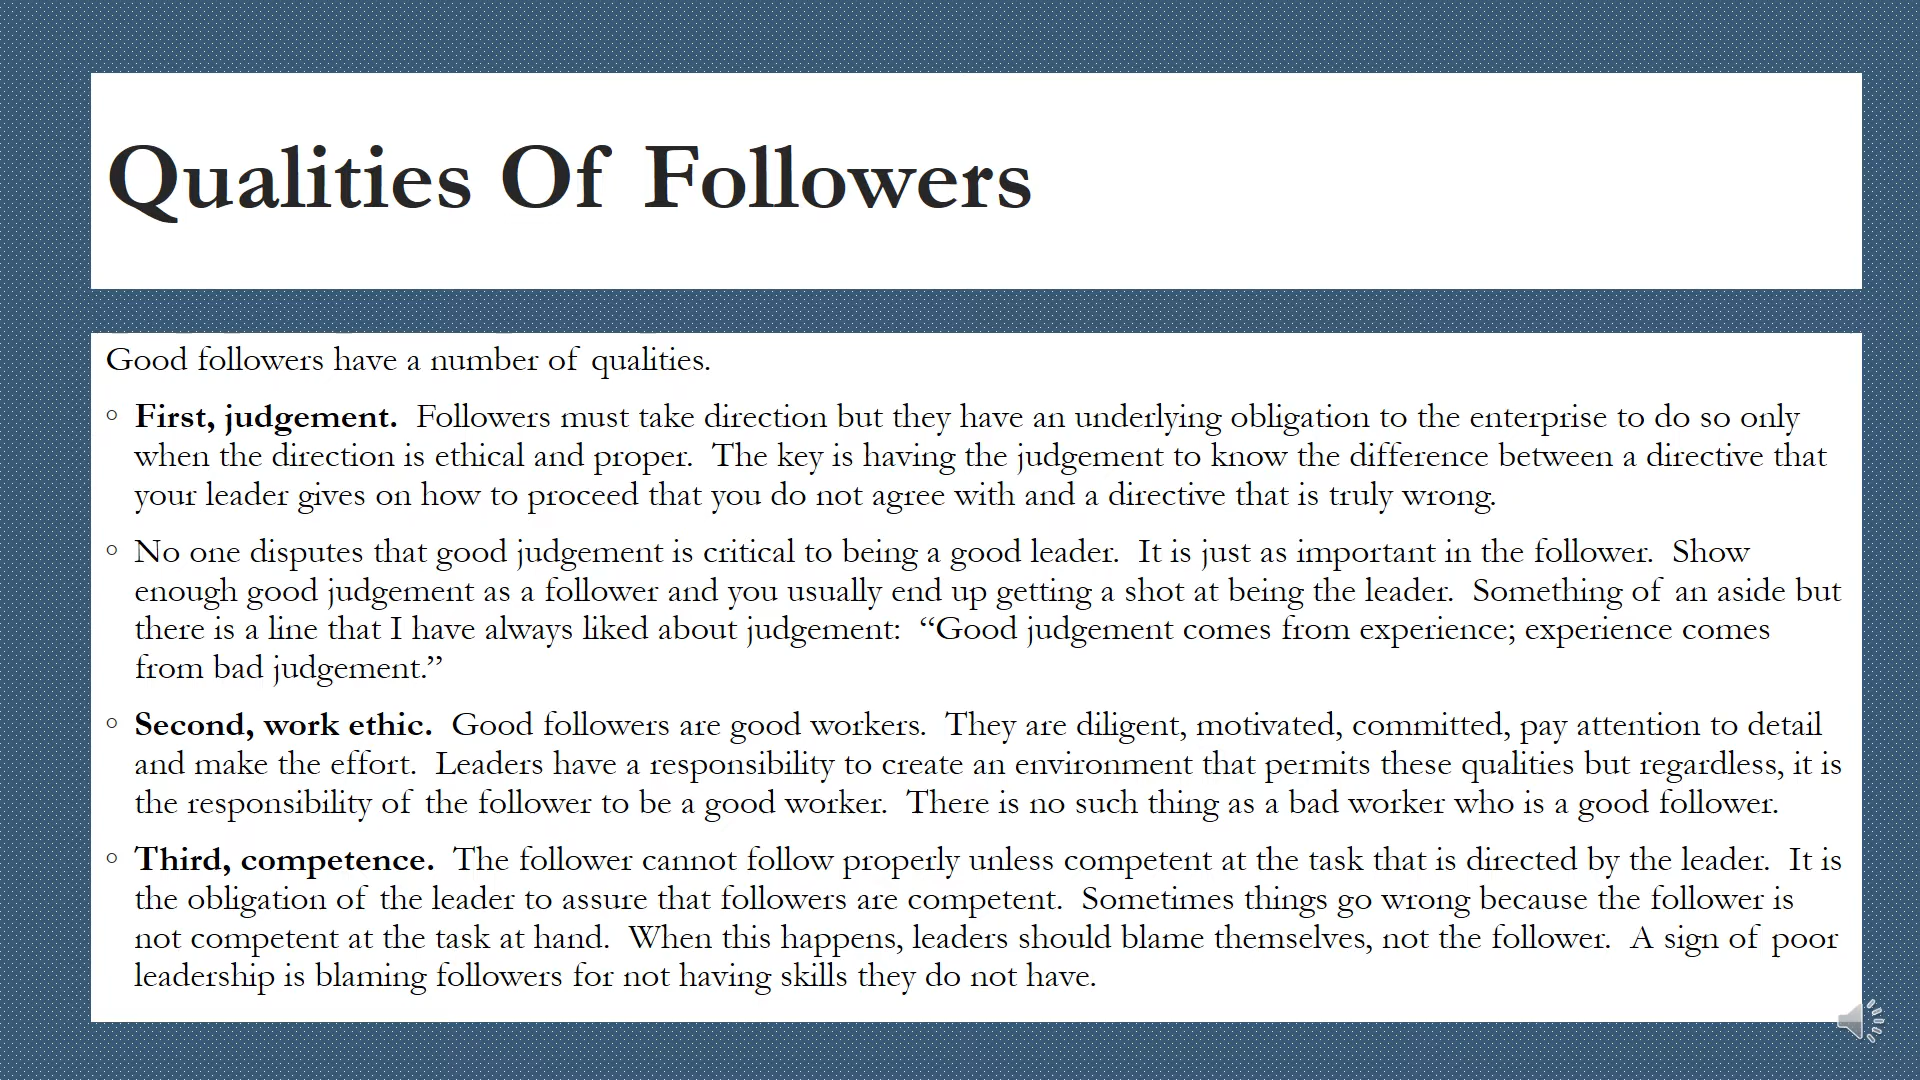 Qualities Of Followers
Good followers have a number of qualities.
◦ First, judgement. Followers must take direction but they have an underlying obligation to the enterprise to do so only
when the direction is ethical and proper. The key is having the judgement to know the difference between a directive that
your leader gives on how to proceed that you do not agree with and a directive that is truly wrong.
◦ No one disputes that good judgement is critical to being a good leader. It is just as important in the follower. Show
enough good judgement as a follower and you usually end up getting a shot at being the leader. Something of an aside but
there is a line that I have always liked about judgement: “Good judgement comes from experience; experience comes
from bad judgement.”
◦ Second, work ethic. Good followers are good workers. They are diligent, motivated, committed, pay attention to detail
and make the effort. Leaders have a responsibility to create an environment that permits these qualities but regardless, it is
the responsibility of the follower to be a good worker. There is no such thing as a bad worker who is a good follower.
◦ Third, competence. The follower cannot follow properly unless competent at the task that is directed by the leader. It is
the obligation of the leader to assure that followers are competent. Sometimes things go wrong because the follower is
not competent at the task at hand. When this happens, leaders should blame themselves, not the follower. A sign of poor
leadership is blaming followers for not having skills they do not have.